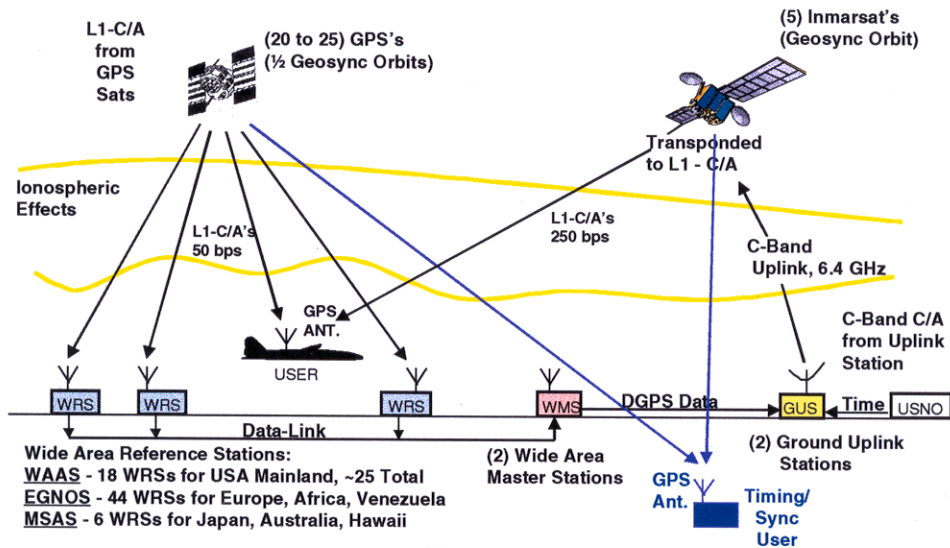 L1-C/A
from
GPS
Sats
(20 to 25) GPS's
(½ Geosync Orbits)
(5) Inmarsat's
(Geosync Orbit)
Transponded
to L1 - C/A
Ionospheric
Effects
L1-C/A's
50 bps
L1-C/A's
250 bps
C-Band
Uplink, 6.4 GHz
GPS
ANT.
USER
C-Band C/A
from Uplink
Station
WRS
WRS
WRS
WMS
DGPS Data
GUS
Time
USNO
Data-Link
Wide Area Reference Stations:
WAAS - 18 WRSs for USA Mainland, ~25 Total
EGNOS - 44 WRSs for Europe, Africa, Venezuela
MSAS - 6 WRSs for Japan, Australia, Hawaii
(2) Wide Area
Master Stations
(2) Ground Uplink
Stations
GPS
Ant.
Timing/
Sync
User